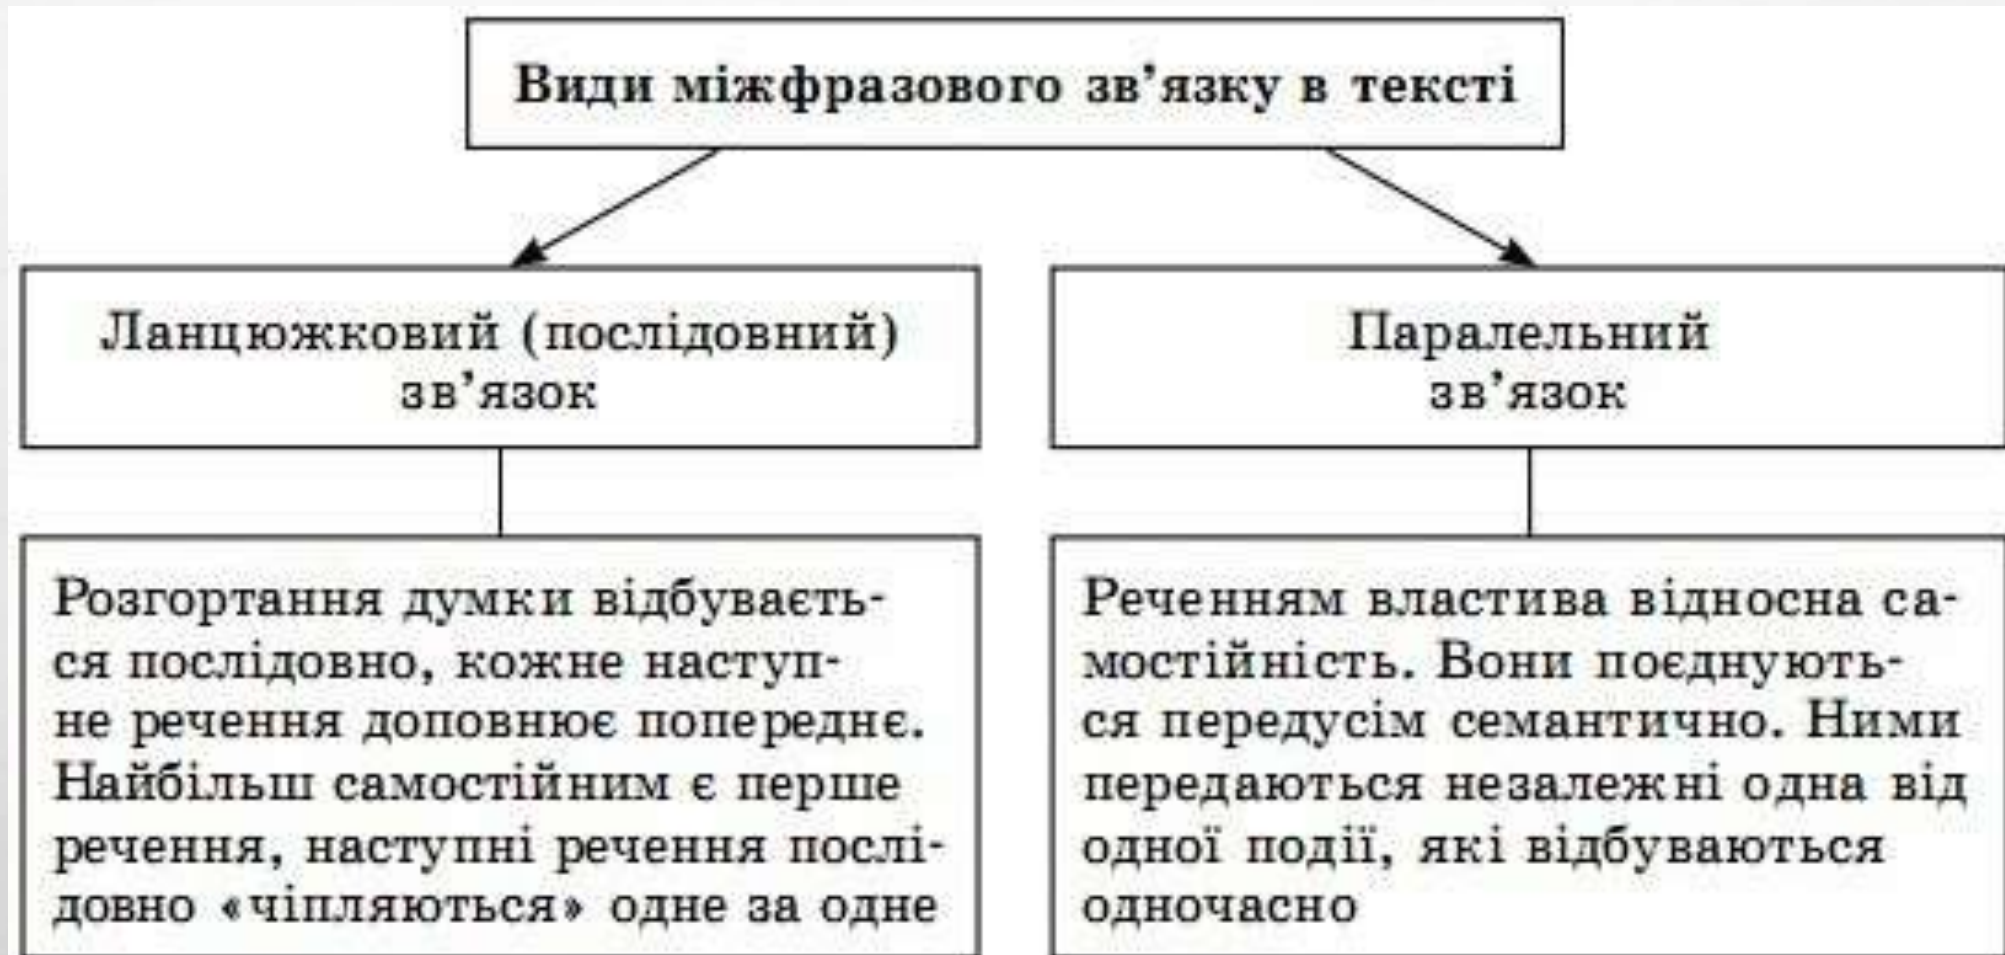 Види міжфразового зв’язку в тексті
Ланцюжковий (послідовний)
зв’язок
Паралельний
зв’язок
Розгортання думки відбуваєть-
ся послідовно, кожне наступ-
не речення доповнює попереднє.
Найбільш самостійним є перше
речення, наступні речення послі-
довно «чіпляються» одне за одне
Реченням властива відносна са-
мостійність. Вони поєднують-
ся передусім семантично. Ними
передаються незалежні одна від
одної події, які відбуваються
одночасно